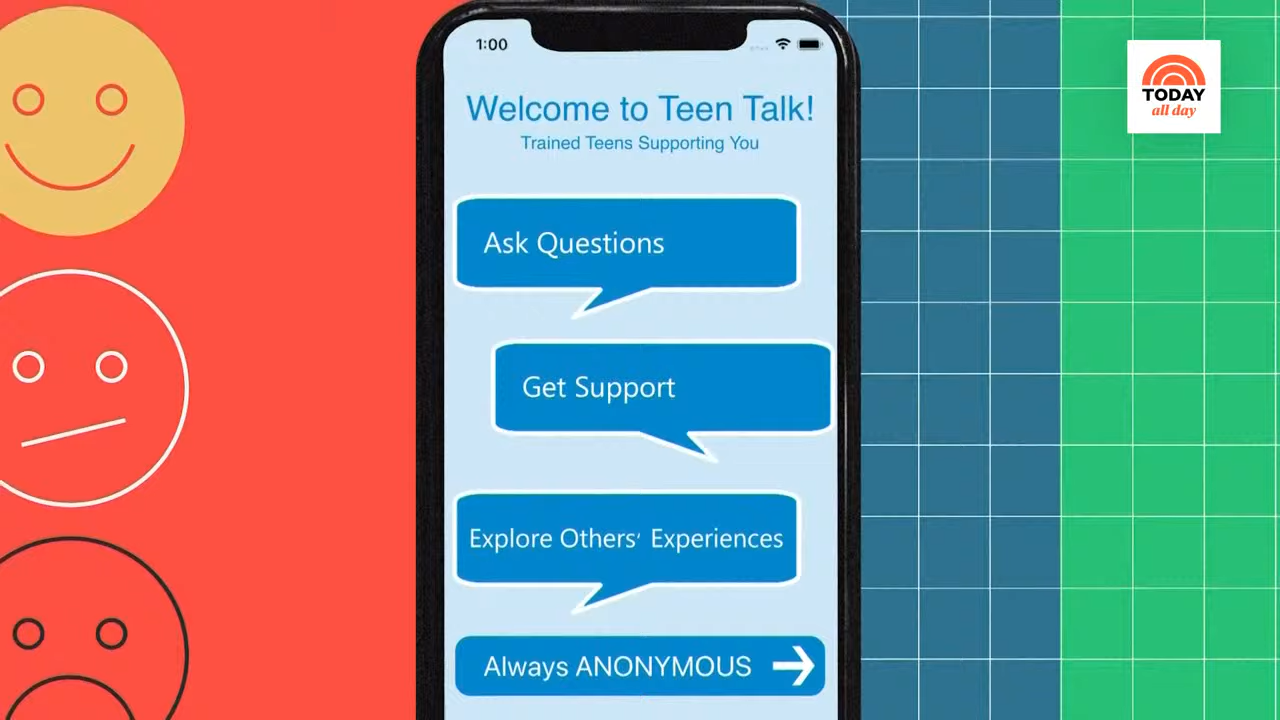 1:00
Welcome to Teen Talk!
Trained Teens Supporting You
Ask Questions
Get Support
Explore Others' Experiences
Always ANONYMOUS
TODAY
all day